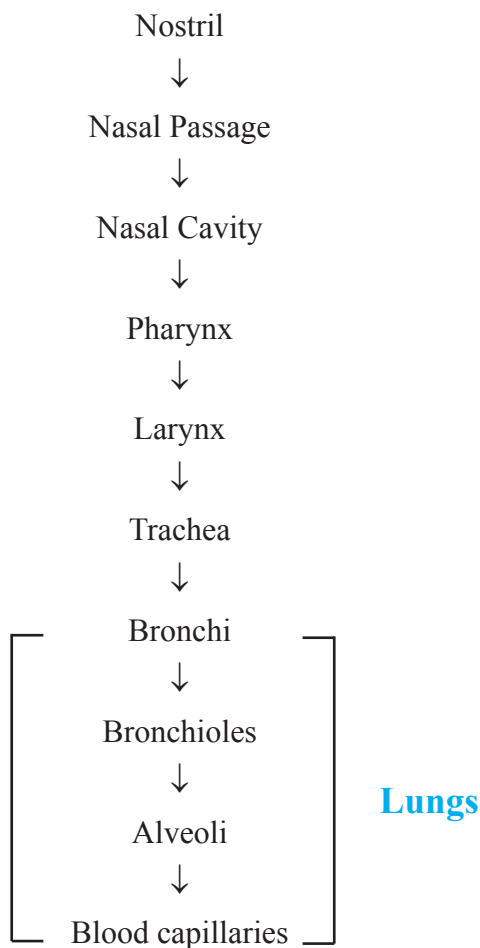 Nostril
↓
Nasal Passage
↓
Nasal Cavity
↓
Pharynx
↓
Larynx
↓
Trachea
↓
Bronchi
↓
Bronchioles
↓
Lungs
Alveoli
↓
Blood capillaries